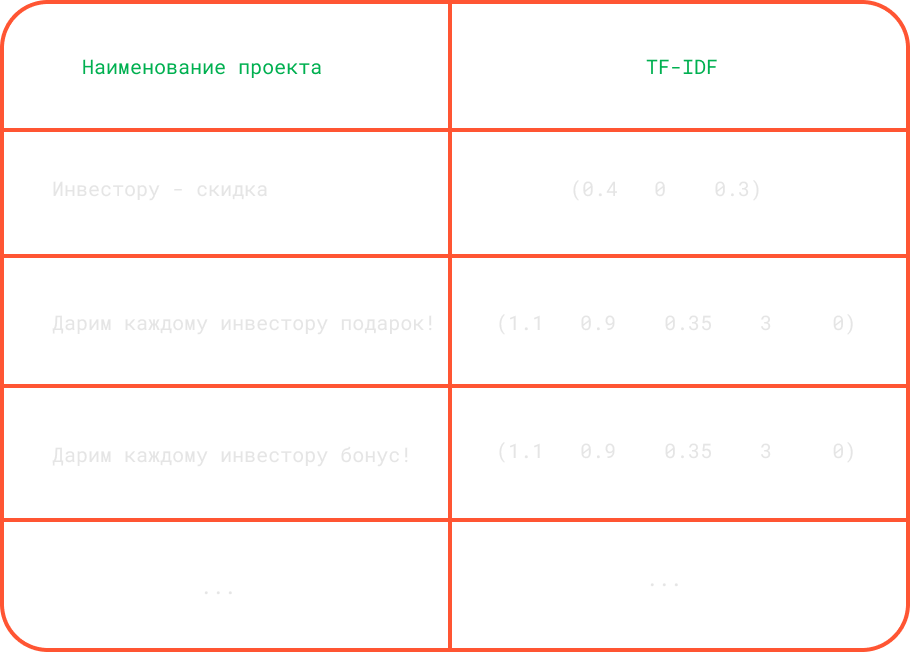 Наименование проекта TF-IDF
Инвестору - скидка (0.4 0 0.3)
Дарим каждому инвестору подарок! (1.1 0.9 0.35 3 0)
Дарим каждому инвестору бонус! (1.1 0.9 0.35 3 0)
... ...